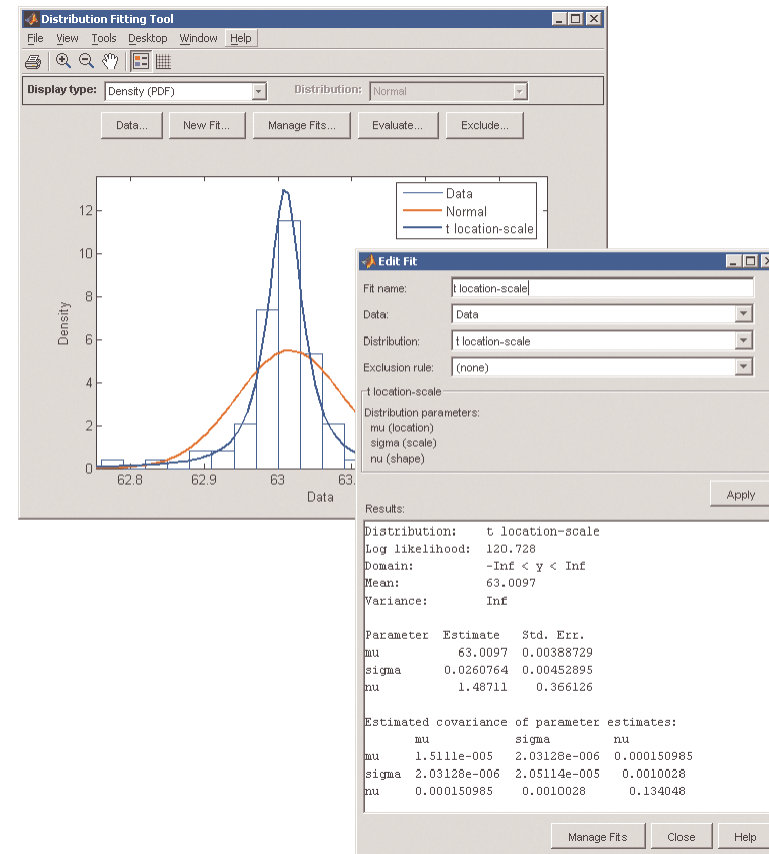 Distribution Fitting Tool
File View Tools Desktop Window Help
Display type: Density (PDF) Distribution: Normal
Data... New Fit... Manage Fits... Evaluate... Exclude...
Data
Normal
t location-scale
12
10
8
6
4
2
0
Density
62.8 62.9 63 63.
Data
Edit Fit
Fit name: t location-scale
Data: Data
Distribution: t location-scale
Exclusion rule: (none)
t location-scale
Distribution parameters:
mu (location)
sigma (scale)
nu (shape)
Apply
Results:
Distribution: t location-scale
Log likelihood: 120.728
Domain: -Inf < y < Inf
Mean: 63.0097
Variance: Inf
Parameter Estimate Std. Err.
mu 63.0097 0.00388729
sigma 0.0260764 0.00452895
nu 1.48711 0.366126
Estimated covariance of parameter estimates:
mu sigma nu
mu 1.5111e-005 2.03128e-006 0.000150985
sigma 2.03128e-006 2.05114e-005 0.0010028
nu 0.000150985 0.0010028 0.134048
Manage Fits Close Help